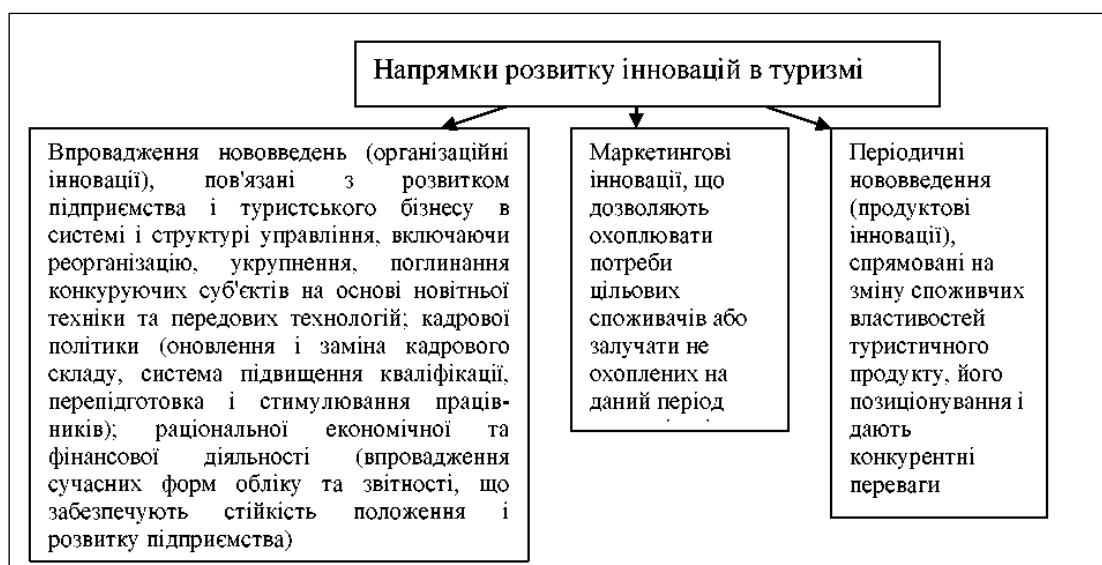 Напрямки розвитку інновацій в туризмі
Впровадження нововведень (організаційні
інновації), пов'язані з розвитком
підприємства і туристського бізнесу в
системі і структурі управління, включаючи
реорганізацію, укрупнення, поглинання
конкуруючих суб'єктів на основі новітньої
техніки та передових технологій; кадрової
політики (оновлення і заміна кадрового
складу, система підвищення кваліфікації,
перепідготовка і стимулювання праців-
ників); раціональної економічної та
фінансової діяльності (впровадження
сучасних форм обліку та звітності, що
забезпечують стійкість положення і
розвитку підприємства)
Маркетингові
інновації, що
дозволяють
охоплювати
потреби
цільових
споживачів або
залучати не
охоплених на
даний період
Періодичні
нововведення
(продуктові
інновації),
спрямовані на
зміну споживчих
властивостей
туристичного
продукту, його
позиціонування і
дають
конкурентні
переваги